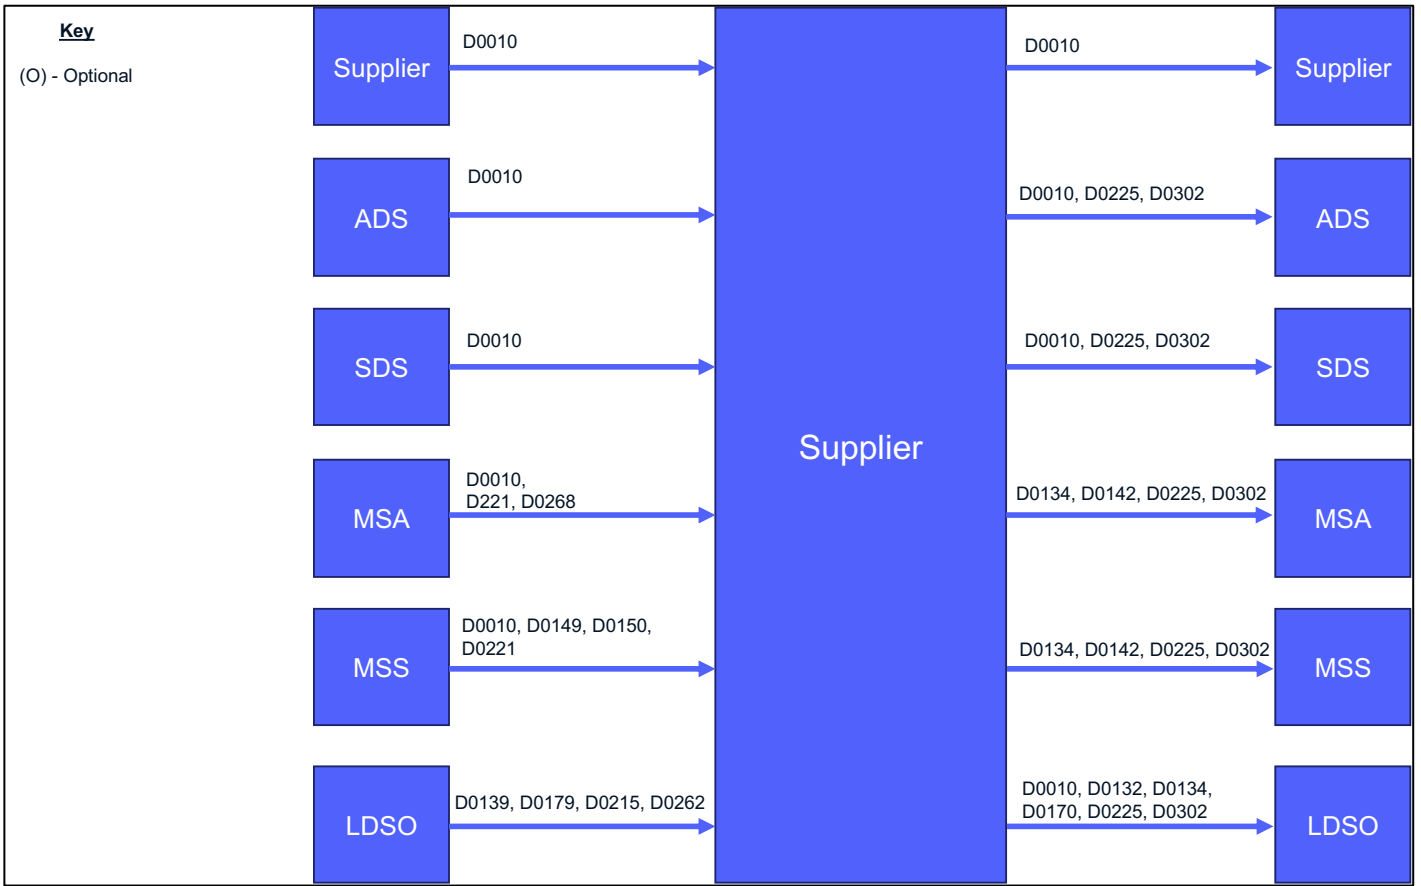 Key
(O) - Optional
Supplier
D0010
D0010
Supplier
ADS
D0010
D0010, D0225, D0302
ADS
SDS
D0010
D0010, D0225, D0302
SDS
Supplier
MSA
D0010,
D221, D0268
D0134, D0142, D0225, D0302
MSA
MSS
D0010, D0149, D0150,
D0221
D0134, D0142, D0225, D0302
MSS
LDSO
D0139, D0179, D0215, D0262
D0010, D0132, D0134,
D0170, D0225, D0302
LDSO